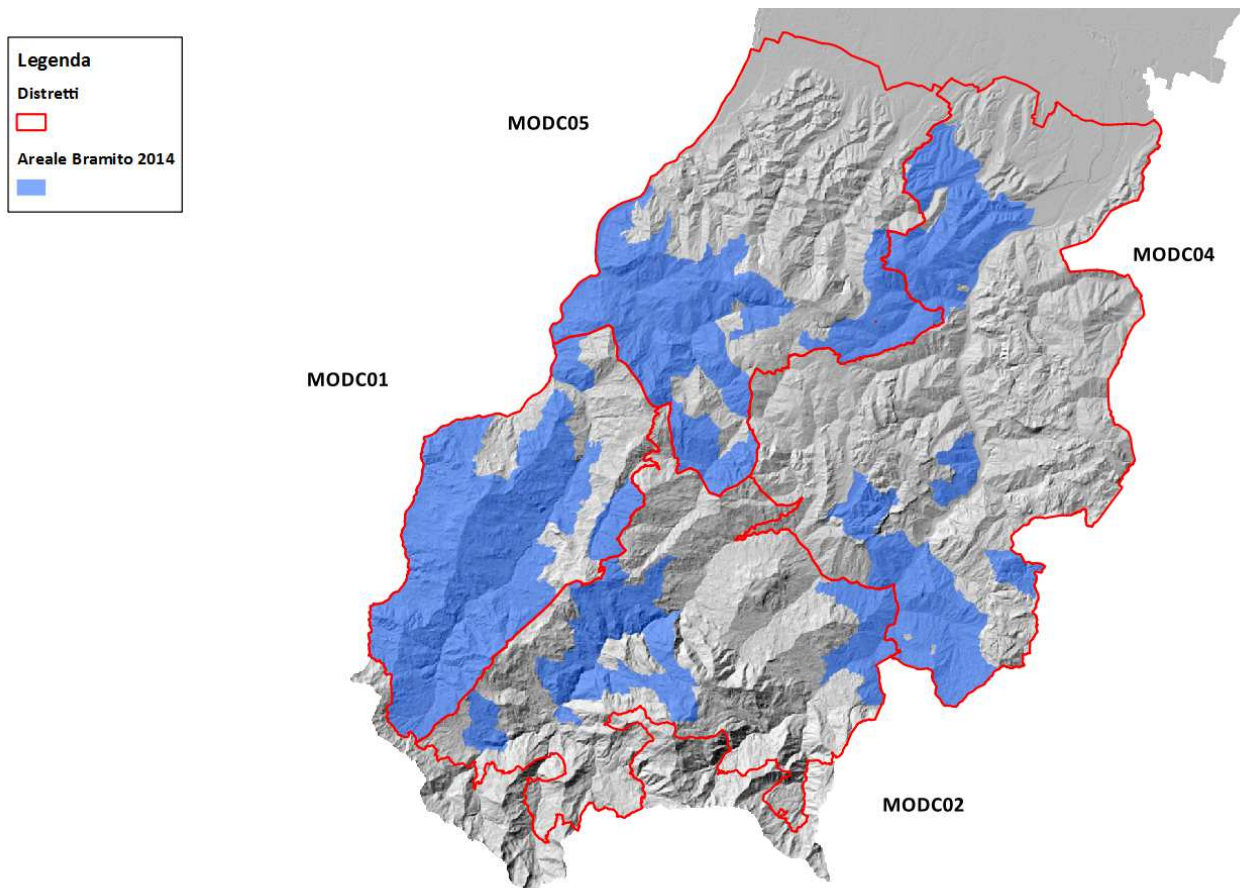 Legenda
Distretti
Areale Bramito 2014
MODC05
MODC04
MODC01
MODC02